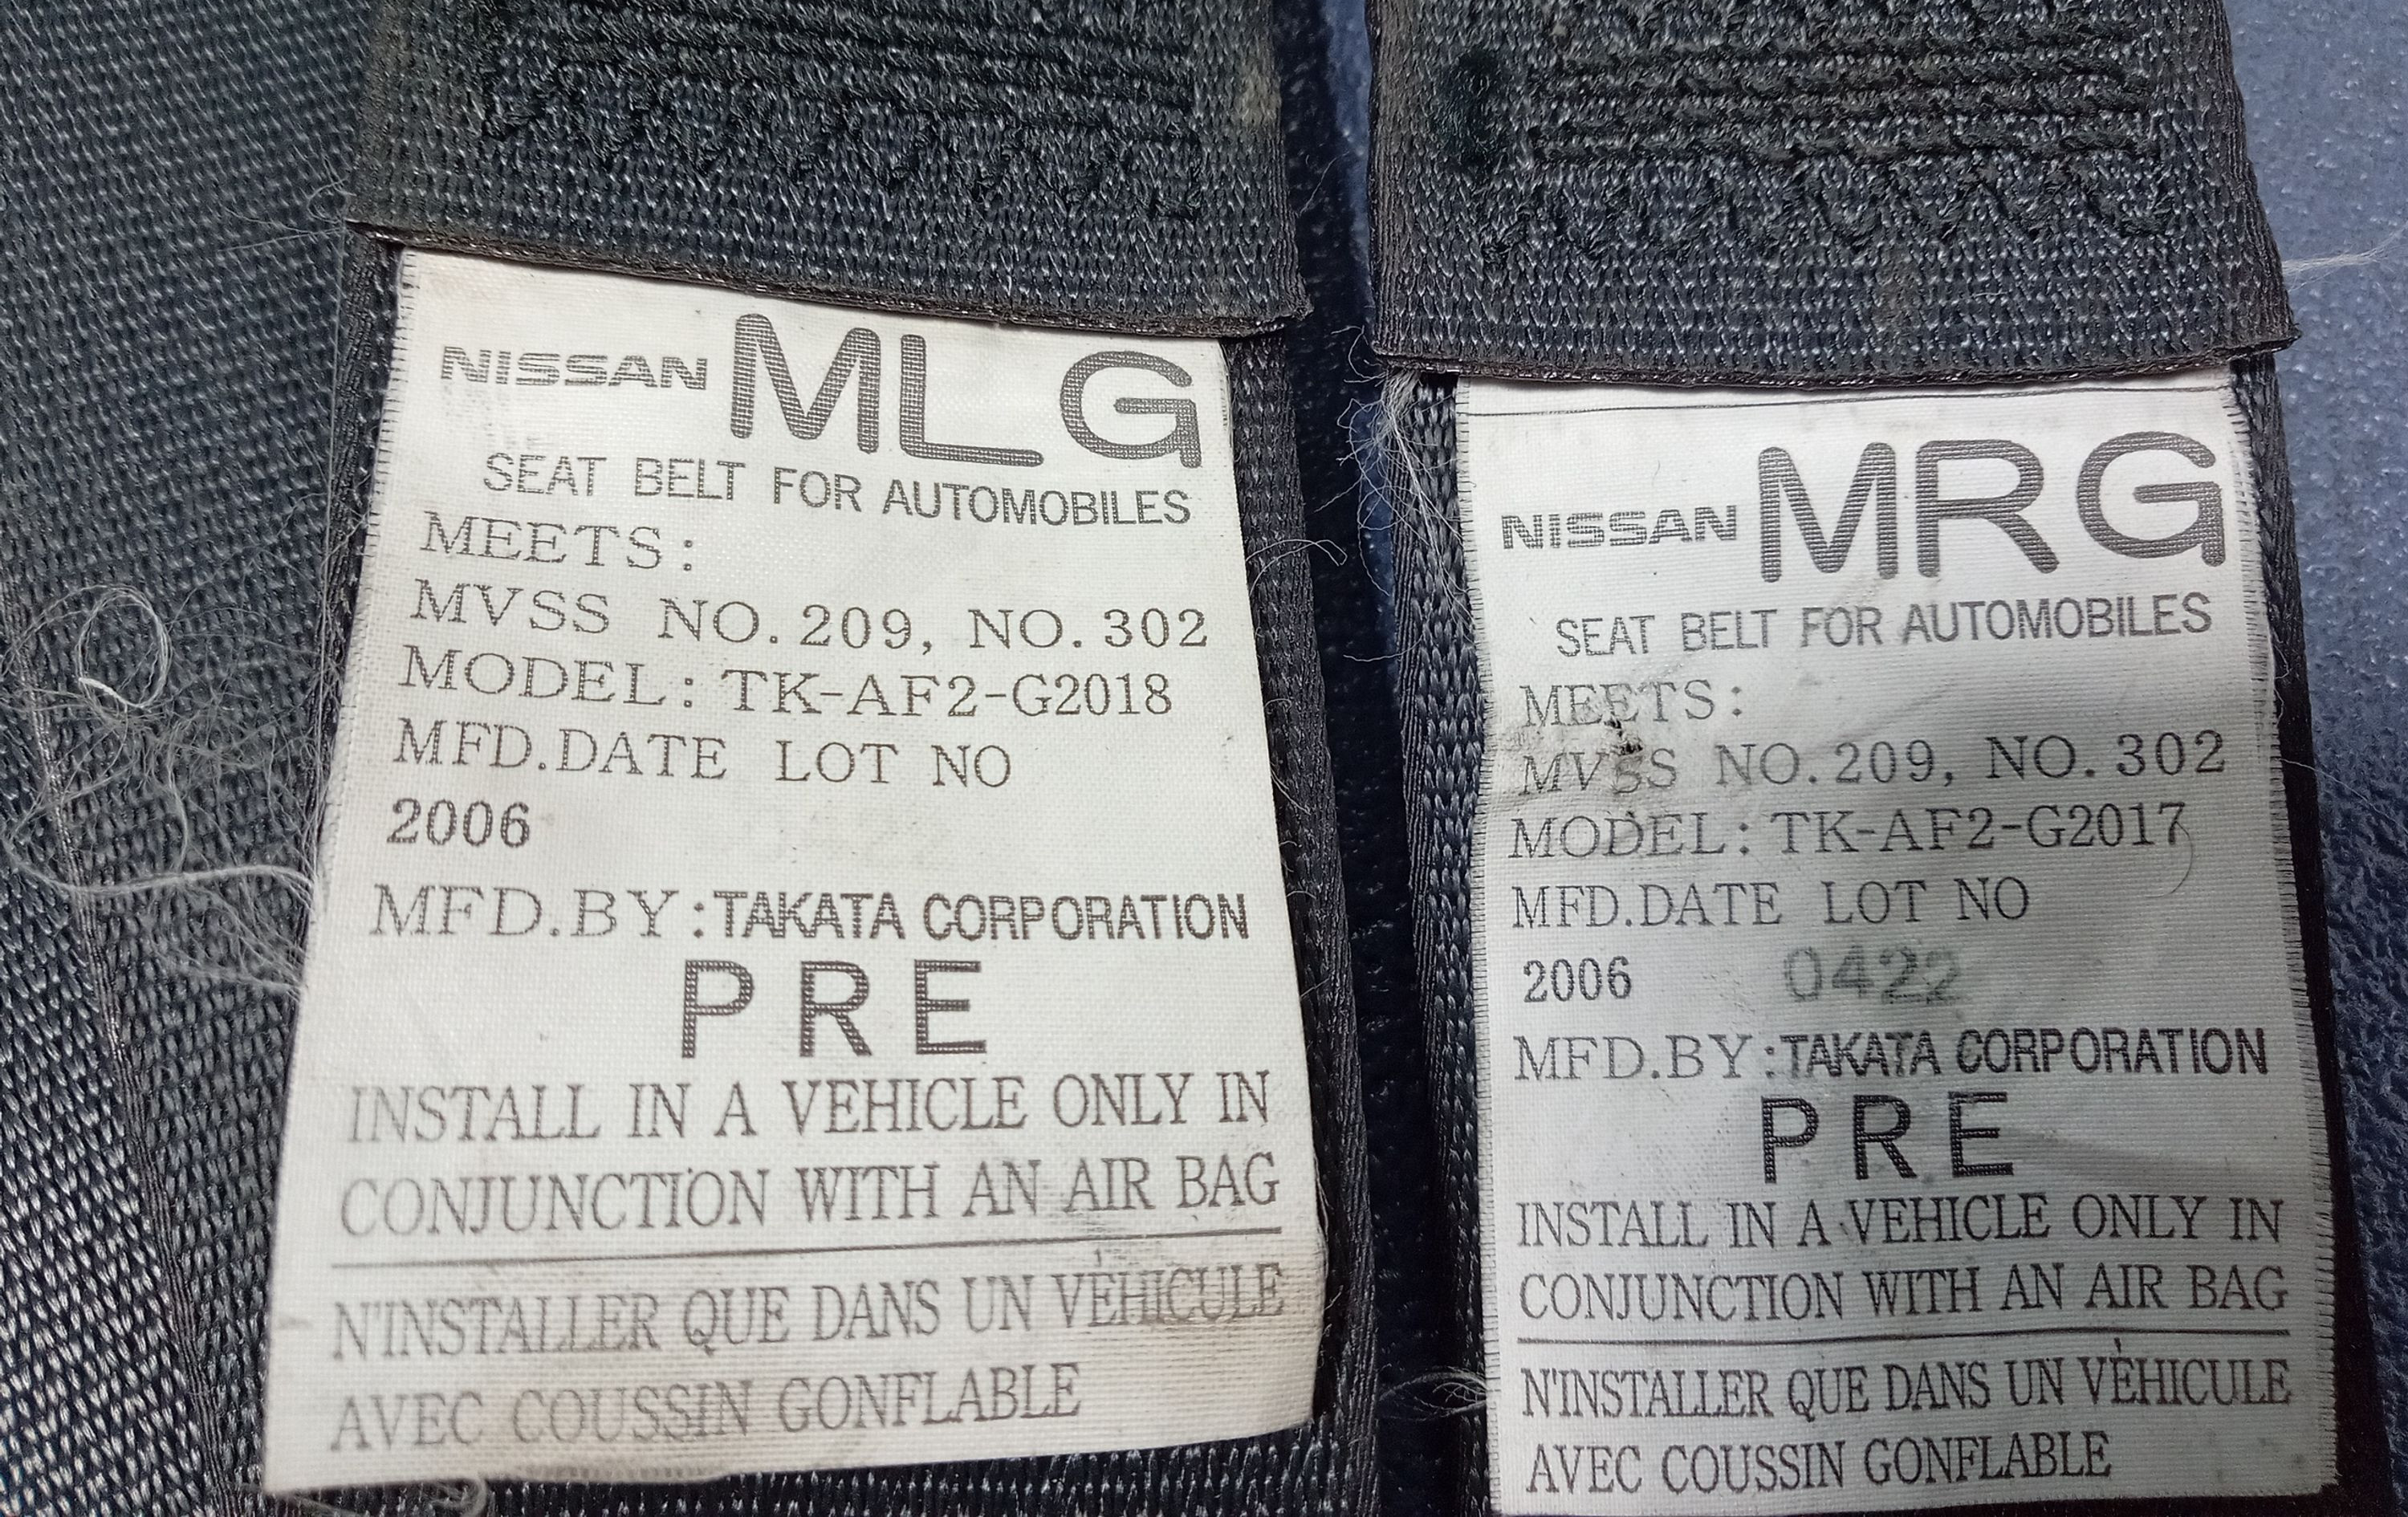 NISSAN MLG
SEAT BELT FOR AUTOMOBILES
MEETS:
MVSS NO. 209, NO. 302
MODEL: TK-AF2-G2018
MFD.DATE LOT NO
2006
MFD.BY:TAKATA CORPORATION
PRE
INSTALL IN A VEHICLE ONLY IN
CONJUNCTION WITH AN AIR BAG
N'INSTALLER QUE DANS UN VÉHICULE
AVEC COUSSIN GONFLABLE
NISSAN MRG
SEAT BELT FOR AUTOMOBILES
MEETS:
MVSS NO. 209, NO. 302
MODEL: TK-AF2-G2017
MFD.DATE LOT NO
2006 0422
MFD.BY:TAKATA CORPORATION
PRE
INSTALL IN A VEHICLE ONLY IN
CONJUNCTION WITH AN AIR BAG
N'INSTALLER QUE DANS UN VÉHICULE
AVEC COUSSIN GONFLABLE